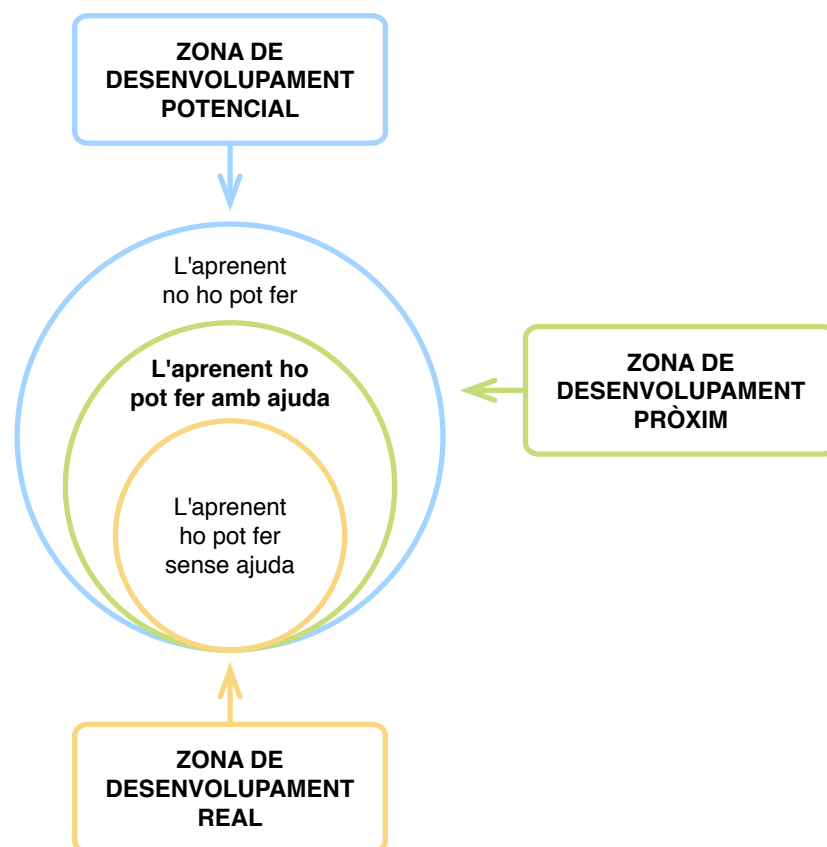 ZONA DE
DESENVOLUPAMENT
POTENCIAL
L'aprenent
no ho pot fer
L'aprenent ho
pot fer amb ajuda
ZONA DE
DESENVOLUPAMENT
PRÒXIM
L'aprenent
ho pot fer
sense ajuda
ZONA DE
DESENVOLUPAMENT
REAL